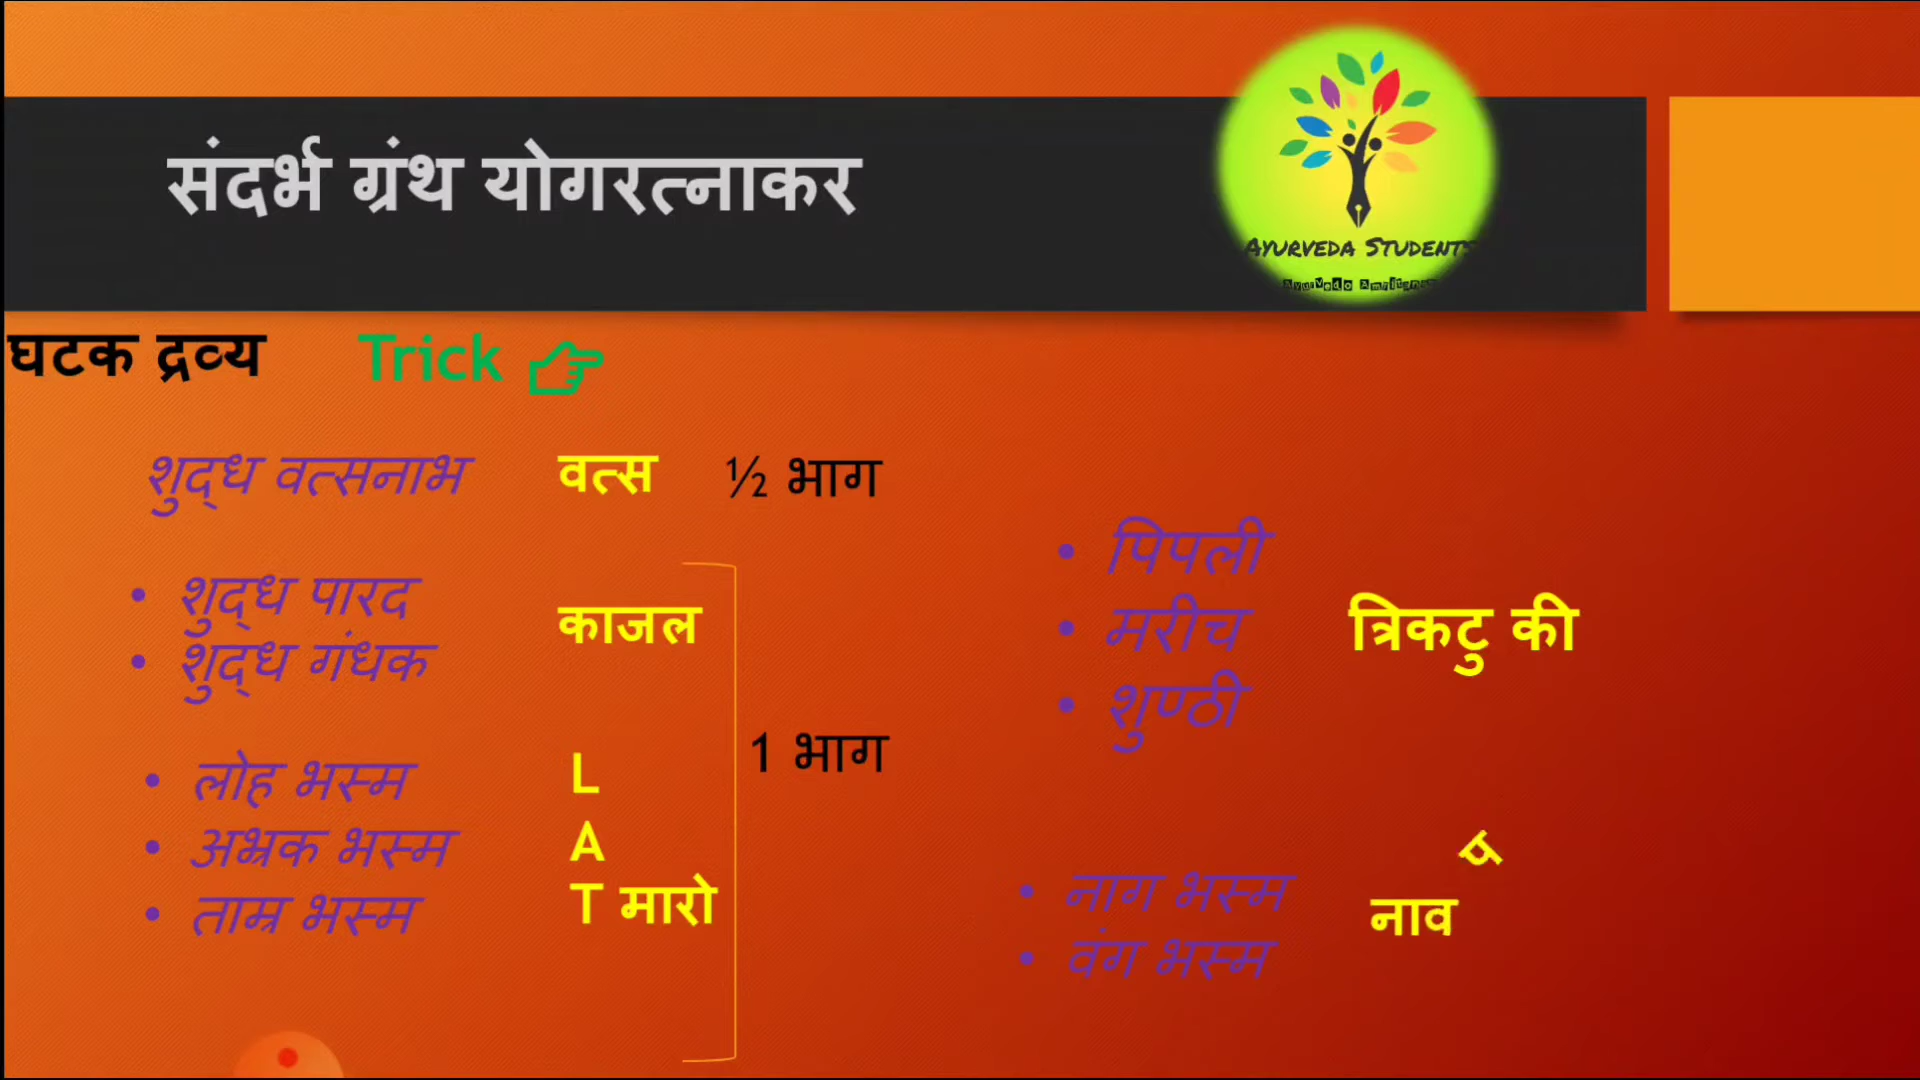 संदर्भ ग्रंथ योगरत्नाकर
AYURVEDA STUDENTS
घटक द्रव्य Trick
शुद्ध वत्सनाभ वत्स ½ भाग
• शुद्ध पारद
• शुद्ध गंधक
काजल
• लोह भस्म L
• अभ्रक भस्म A
• ताम्र भस्म T मारो
1 भाग
• पिपली
• मरीच
• शुण्ठी
त्रिकटु की
• नाग भस्म
• वंग भस्म
नाव